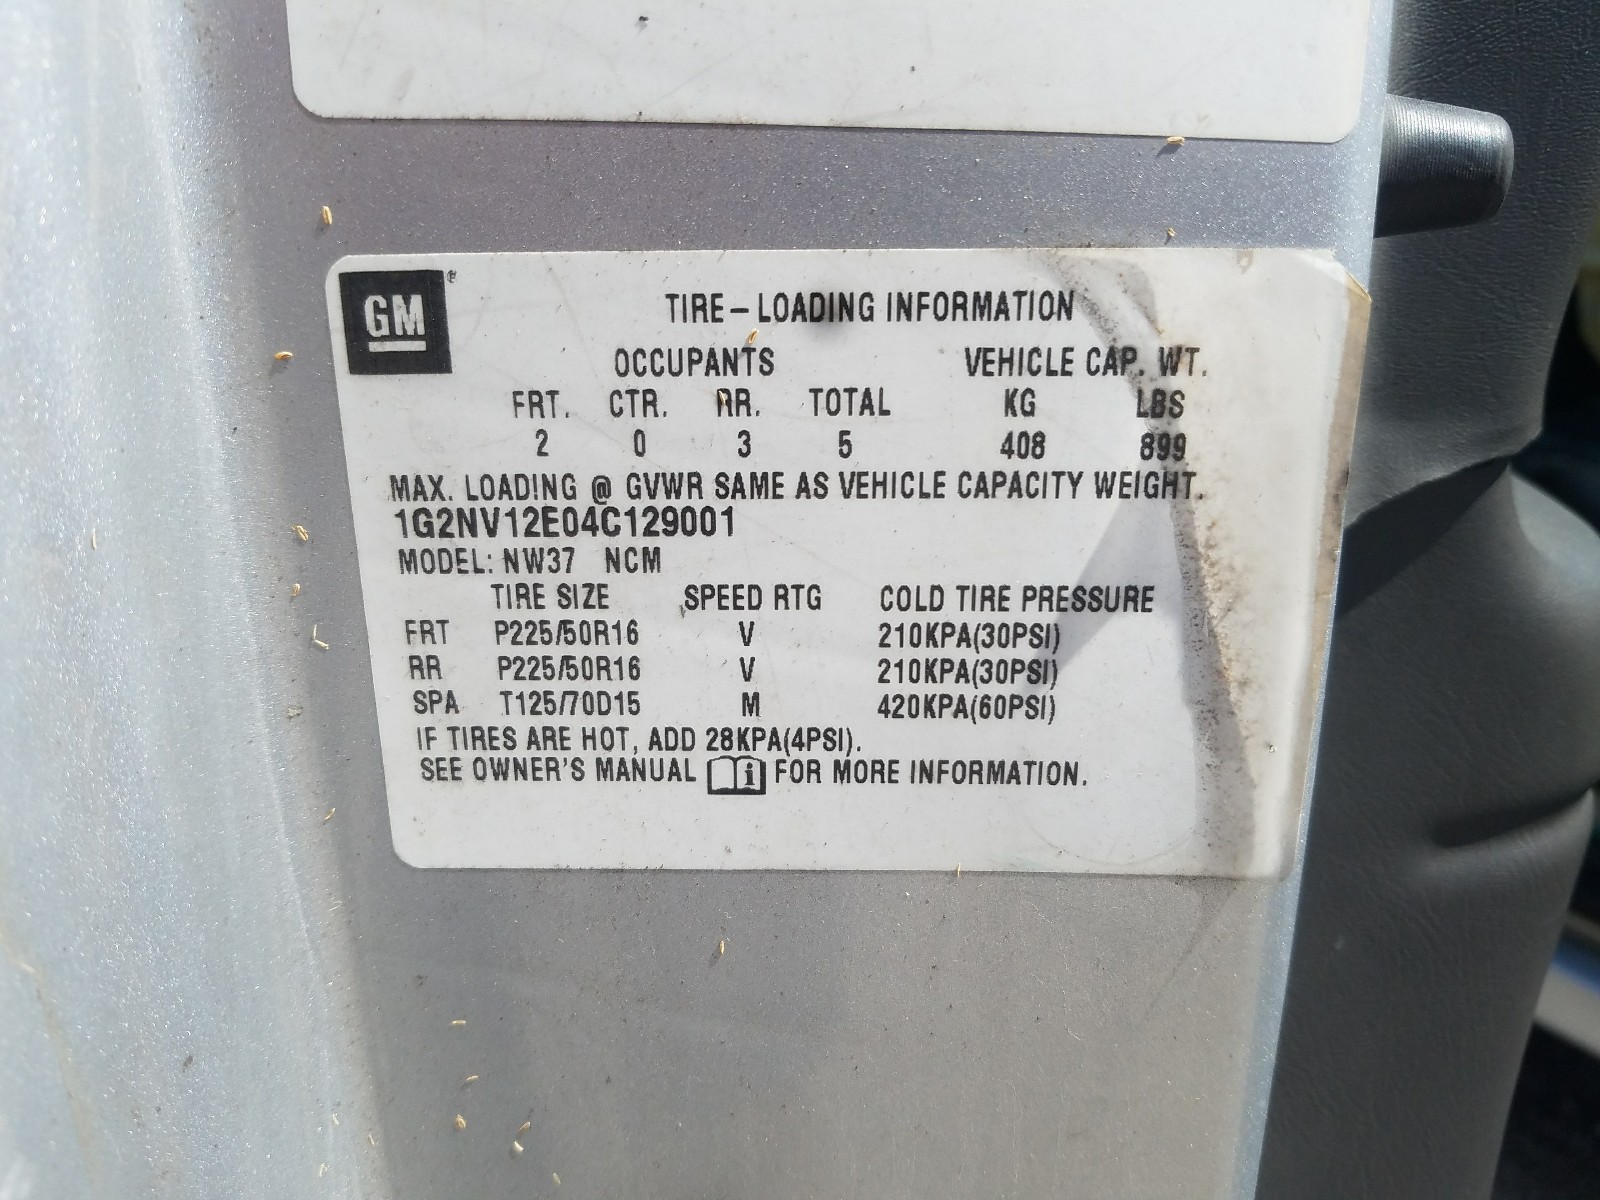 GM
TIRE-LOADING INFORMATION
OCCUPANTS VEHICLE CAP. WT.
FRT. CTR. RR. TOTAL KG LBS
2 0 3 5 408 899
MAX. LOADING @ GVWR SAME AS VEHICLE CAPACITY WEIGHT.
1G2NV12E04C129001
MODEL: NW37 NCM
TIRE SIZE SPEED RTG COLD TIRE PRESSURE
FRT P225/50R16 V 210KPA(30PSI)
RR P225/50R16 V 210KPA(30PSI)
SPA T125/70D15 M 420KPA(60PSI)
IF TIRES ARE HOT, ADD 28KPA(4PSI).
SEE OWNER'S MANUAL i FOR MORE INFORMATION.